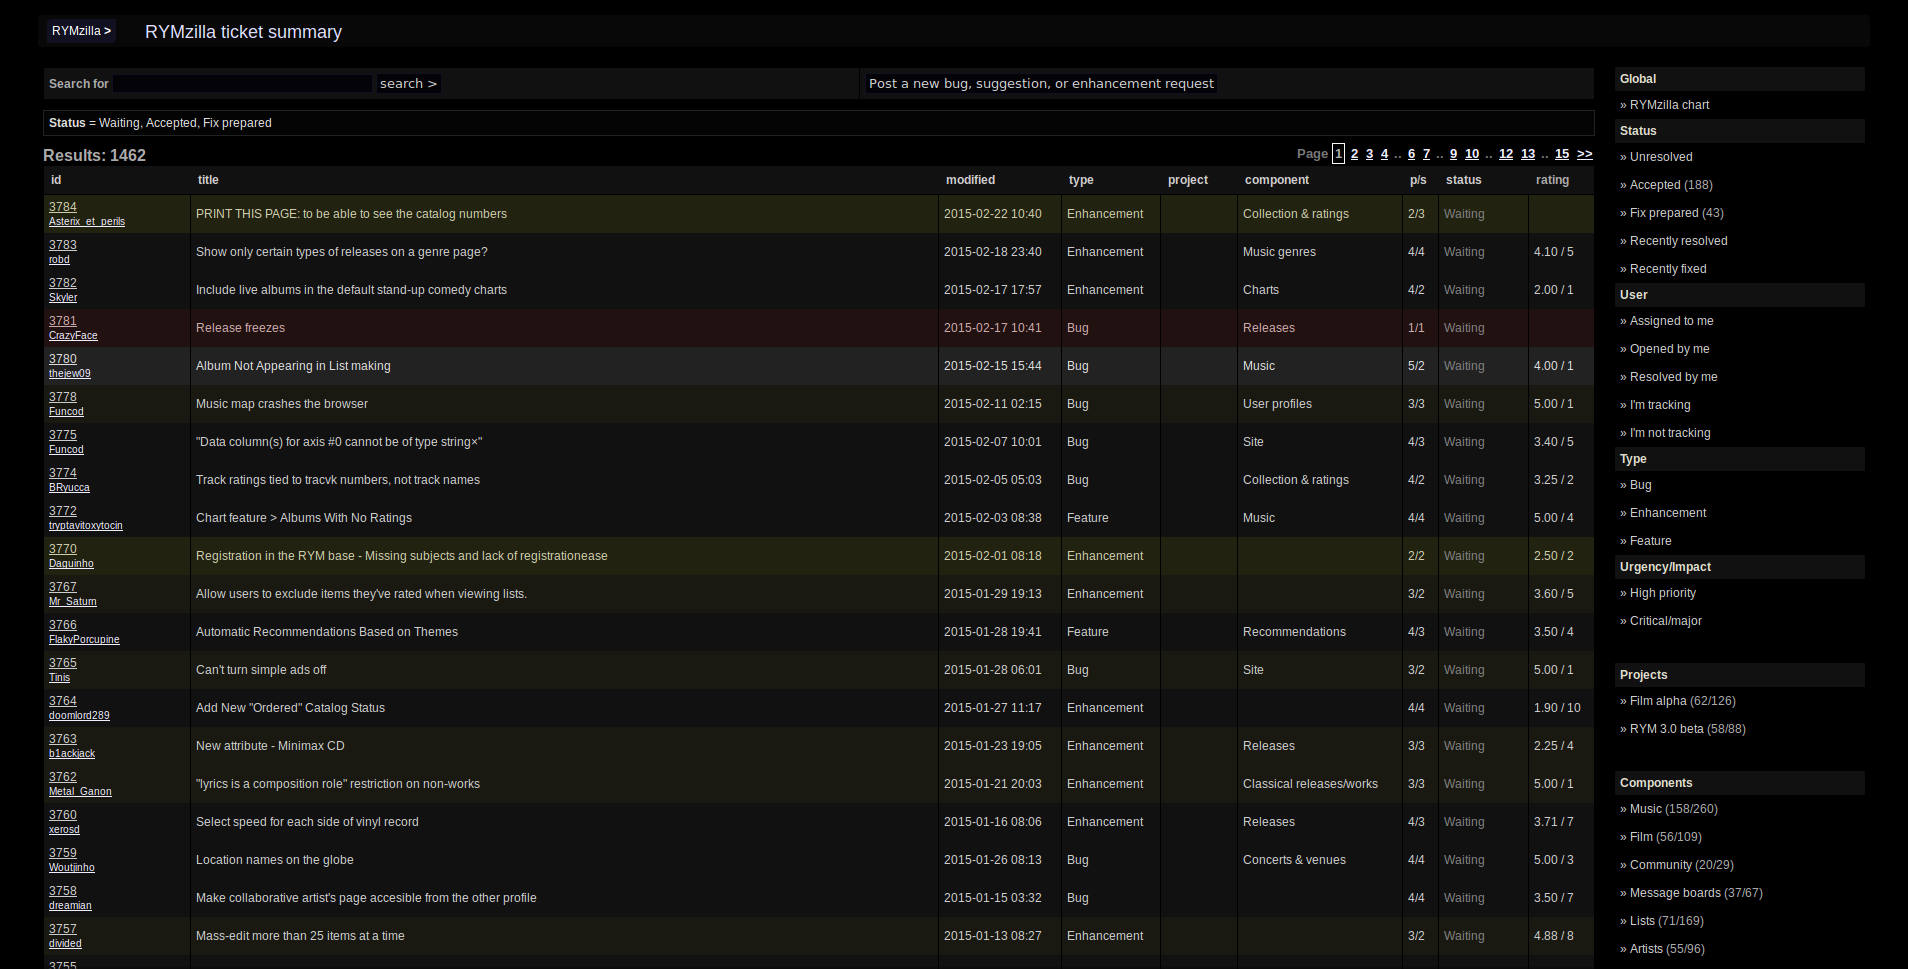 RYMzilla > RYMzilla ticket summary
Search for search > Post a new bug, suggestion, or enhancement request
Status = Waiting, Accepted, Fix prepared
Results: 1462 Page 1 2 3 4 .. 6 7 .. 9 10 .. 12 13 .. 15 >>
id title modified type project component p/s status rating
3784 PRINT THIS PAGE: to be able to see the catalog numbers 2015-02-22 10:40 Enhancement Collection & ratings 2/3 Waiting
Asterix_et_perils
3783 Show only certain types of releases on a genre page? 2015-02-18 23:40 Enhancement Music genres 4/4 Waiting 4.10 / 5
robd
3782 Include live albums in the default stand-up comedy charts 2015-02-17 17:57 Enhancement Charts 4/2 Waiting 2.00 / 1
Skyler
3781 Release freezes 2015-02-17 10:41 Bug Releases 1/1 Waiting
CrazyFace
3780 Album Not Appearing in List making 2015-02-15 15:44 Bug Music 5/2 Waiting 4.00 / 1
thejew09
3778 Music map crashes the browser 2015-02-11 02:15 Bug User profiles 3/3 Waiting 5.00 / 1
Funcod
3775 "Data column(s) for axis #0 cannot be of type string×" 2015-02-07 10:01 Bug Site 4/3 Waiting 3.40 / 5
Funcod
3774 Track ratings tied to tracvk numbers, not track names 2015-02-05 05:03 Bug Collection & ratings 4/2 Waiting 3.25 / 2
BRyucca
3772 Chart feature > Albums With No Ratings 2015-02-03 08:38 Feature Music 4/4 Waiting 5.00 / 4
tryptavitoxytocin
3770 Registration in the RYM base - Missing subjects and lack of registrationease 2015-02-01 08:18 Enhancement 2/2 Waiting 2.50 / 2
Daquinho
3767 Allow users to exclude items they've rated when viewing lists. 2015-01-29 19:13 Enhancement 3/2 Waiting 3.60 / 5
Mr_Saturn
3766 Automatic Recommendations Based on Themes 2015-01-28 19:41 Feature Recommendations 4/3 Waiting 3.50 / 4
FlakyPorcupine
3765 Can't turn simple ads off 2015-01-28 06:01 Bug Site 3/2 Waiting 5.00 / 1
Tinis
3764 Add New "Ordered" Catalog Status 2015-01-27 11:17 Enhancement 4/4 Waiting 1.90 / 10
doomlord289
3763 New attribute - Minimax CD 2015-01-23 19:05 Enhancement Releases 3/3 Waiting 2.25 / 4
b1ackjack
3762 "lyrics is a composition role" restriction on non-works 2015-01-21 20:03 Enhancement Classical releases/works 3/3 Waiting 5.00 / 1
Metal_Ganon
3760 Select speed for each side of vinyl record 2015-01-16 08:06 Enhancement Releases 4/3 Waiting 3.71 / 7
xerosd
3759 Location names on the globe 2015-01-26 08:13 Bug Concerts & venues 4/4 Waiting 5.00 / 3
Woutjinho
3758 Make collaborative artist's page accesible from the other profile 2015-01-15 03:32 Bug 4/4 Waiting 3.50 / 7
dreamian
3757 Mass-edit more than 25 items at a time 2015-01-13 08:27 Enhancement 3/2 Waiting 4.88 / 8
divided
3755
Global
» RYMzilla chart
Status
» Unresolved
» Accepted (188)
» Fix prepared (43)
» Recently resolved
» Recently fixed
User
» Assigned to me
» Opened by me
» Resolved by me
» I'm tracking
» I'm not tracking
Type
» Bug
» Enhancement
» Feature
Urgency/Impact
» High priority
» Critical/major
Projects
» Film alpha (62/126)
» RYM 3.0 beta (58/88)
Components
» Music (158/260)
» Film (56/109)
» Community (20/29)
» Message boards (37/67)
» Lists (71/169)
» Artists (55/96)